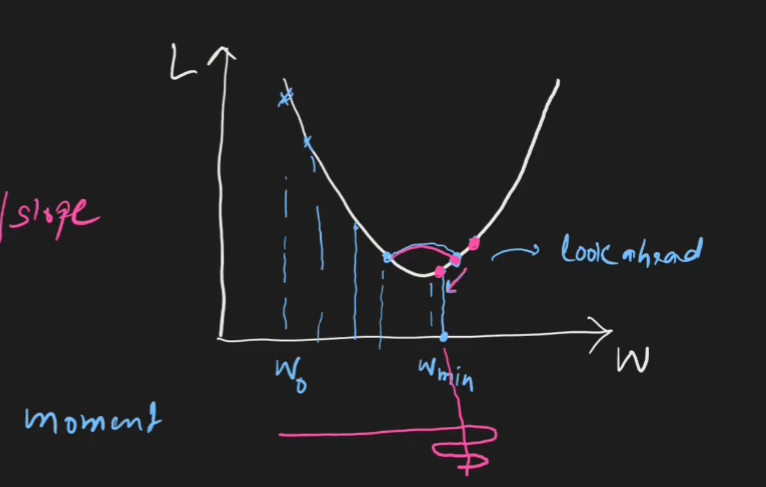 L
/slope
look ahead
W
W₀
Wmin
moment